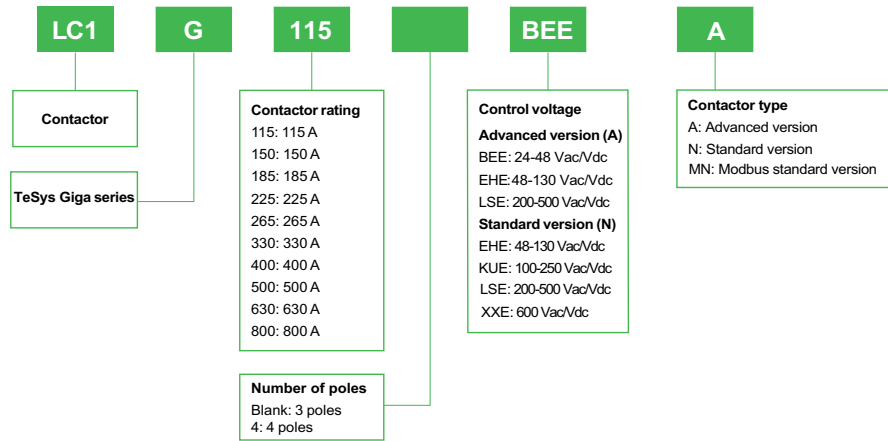 LC1 G 115 BEE A
Contactor
TeSys Giga series
Contactor rating
115: 115 A
150: 150 A
185: 185 A
225: 225 A
265: 265 A
330: 330 A
400: 400 A
500: 500 A
630: 630 A
800: 800 A
Number of poles
Blank: 3 poles
4: 4 poles
Control voltage
Advanced version (A)
BEE: 24-48 Vac/Vdc
EHE: 48-130 Vac/Vdc
LSE: 200-500 Vac/Vdc
Standard version (N)
EHE: 48-130 Vac/Vdc
KUE: 100-250 Vac/Vdc
LSE: 200-500 Vac/Vdc
XXE: 600 Vac/Vdc
Contactor type
A: Advanced version
N: Standard version
MN: Modbus standard version